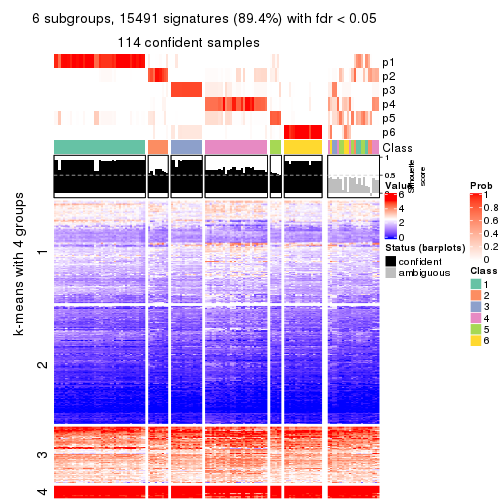 6 subgroups, 15491 signatures (89.4%) with fdr < 0.05
114 confident samples
p1
p2
p3
p4
p5
p6
Class
1
0.5
0
Silhouette
score
k-means with 4 groups
1
2
3
4
Value
6
4
2
0
Status (barplots)
confident
ambiguous
Prob
1
0.8
0.6
0.4
0.2
0
Class
1
2
3
4
5
6